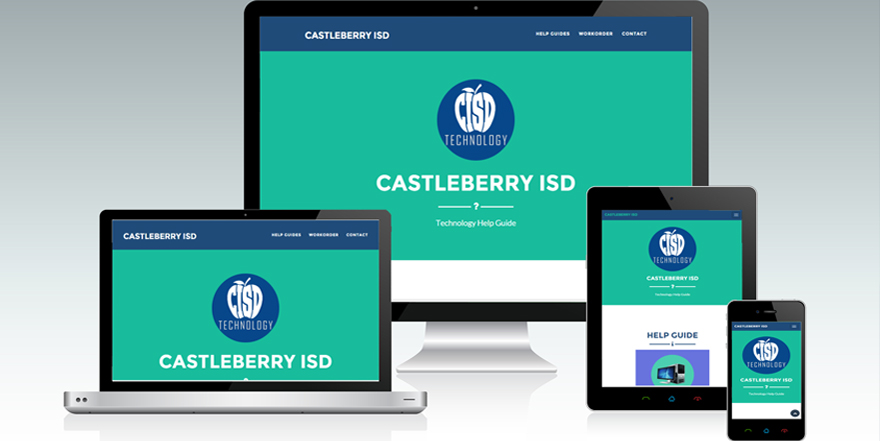 CASTLEBERRY ISD
HELP GUIDES WORKORDER CONTACT
CISD
TECHNOLOGY
CASTLEBERRY ISD
?
Technology Help Guide
CASTLEBERRY ISD
HELP GUIDES WORKORDER CONTACT
CISD
TECHNOLOGY
CASTLEBERRY ISD
CASTLEBERRY ISD
CISD
TECHNOLOGY
CASTLEBERRY ISD
?
Technology Help Guide
HELP GUIDE
CASTLEBERRY ISD
CISD
TECHNOLOGY
CASTLEBERRY ISD
?
Technology Help Guide